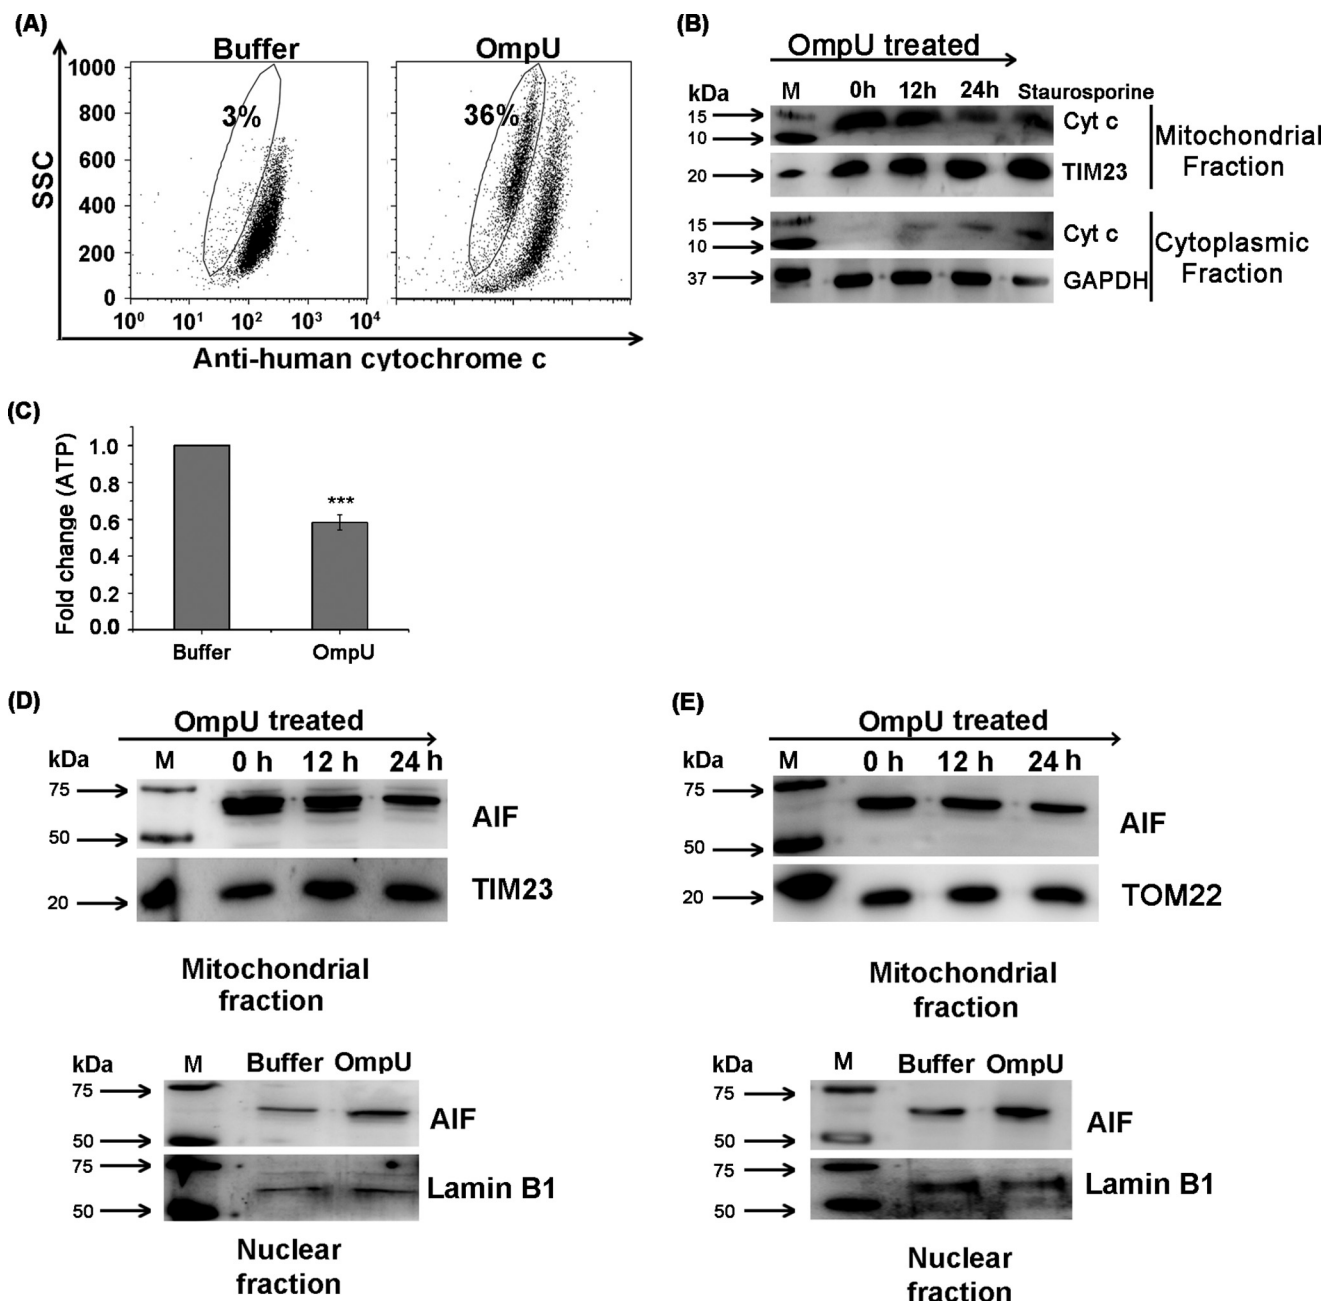 (A)
Buffer
OmpU
1000
800
600
400
200
0
SSC
3%
36%
10⁰ 10¹ 10² 10³ 10⁴
Anti-human cytochrome c
(B)
OmpU treated
kDa M 0h 12h 24h Staurosporine
15 Cyt c
10
20 TIM23
Mitochondrial
Fraction
15 Cyt c
10
37 GAPDH
Cytoplasmic
Fraction
(C)
Fold change (ATP)
1.0
0.8
0.6
0.4
0.2
0.0
***
Buffer OmpU
(D)
OmpU treated
kDa M 0 h 12 h 24 h
75
50
AIF
20
TIM23
Mitochondrial
fraction
kDa M Buffer OmpU
75
50
AIF
75
50
Lamin B1
Nuclear
fraction
(E)
OmpU treated
kDa M 0 h 12 h 24 h
75
50
AIF
20
TOM22
Mitochondrial
fraction
kDa M Buffer OmpU
75
50
AIF
75
50
Lamin B1
Nuclear
fraction